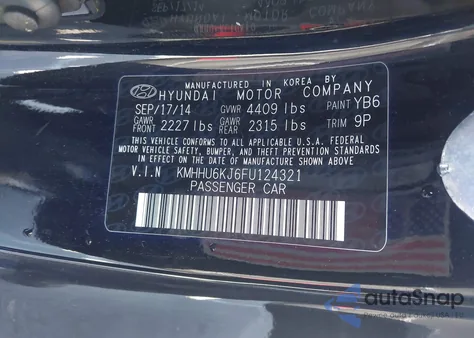 MANUFACTURED IN KOREA BY
HYUNDAI MOTOR COMPANY
SEP/17/14 GVWR 4409 lbs PAINT YB6
GAWR FRONT 2227 lbs GAWR REAR 2315 lbs TRIM 9P
THIS VEHICLE CONFORMS TO ALL APPLICABLE U.S.A. FEDERAL
MOTOR VEHICLE SAFETY, BUMPER, AND THEFT PREVENTION
STANDARDS IN EFFECT ON THE DATE OF MANUFACTURE
SHOWN ABOVE.
V.I.N KMHHU6KJ6FU124321
PASSENGER CAR
autoSnap